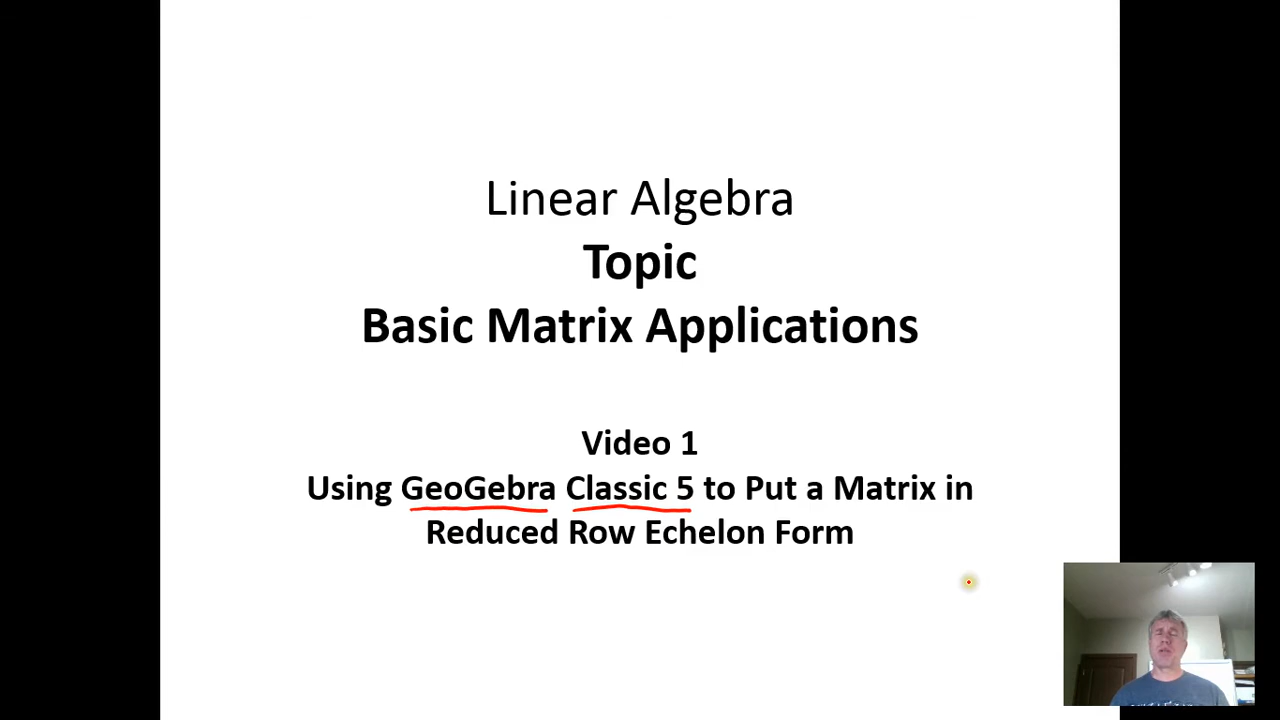 Linear Algebra
Topic
Basic Matrix Applications
Video 1
Using GeoGebra Classic 5 to Put a Matrix in
Reduced Row Echelon Form